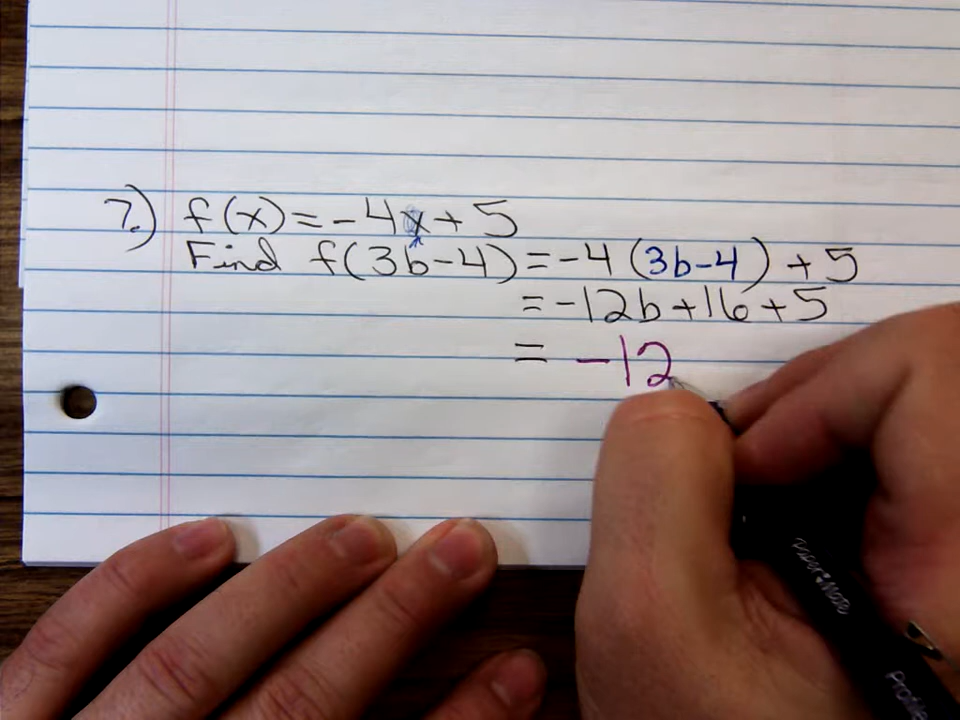 7.) f(x) = -4x + 5
Find f(3b-4) = -4(3b-4) + 5
= -12b + 16 + 5
= -12